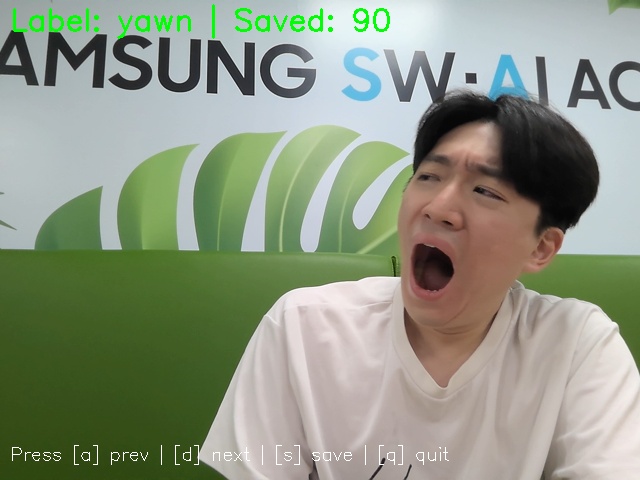 Label: yawn | Saved: 90
AMSUNG SW·AI AC
Press [a] prev | [d] next | [s] save | [q] quit